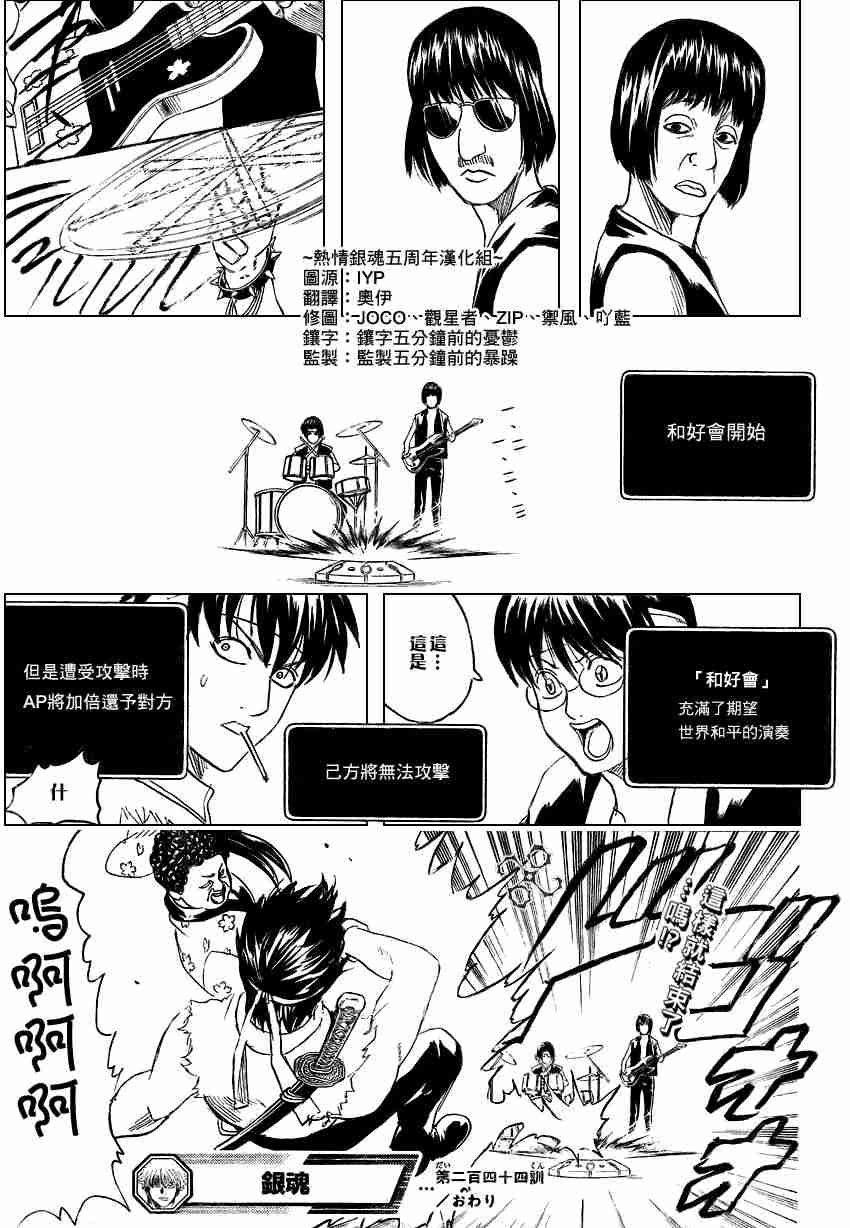 ~熱情銀魂五周年漢化組~
圖源：IYP
翻譯：奧伊
修圖：JOCO、觀星者、ZIP、禦風、吖藍
鑲字：鑲字五分鐘前的憂鬱
監製：監製五分鐘前的暴躁
和好會開始
這…
這是
「和好會」
充滿了期望
世界和平的演奏
己方將無法攻擊
但是遭受攻擊時
AP將加倍還予對方
什
這樣就結束了
…嗎!?
嗚啊啊啊
銀魂
第二百四十四訓
だい
くん
…
おわり